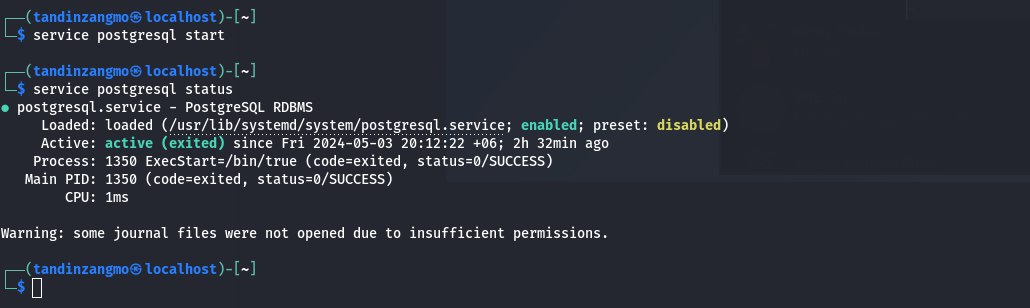 ┌──(tandinzangmo㉿localhost)-[~]
└─$ service postgresql start
┌──(tandinzangmo㉿localhost)-[~]
└─$ service postgresql status
● postgresql.service - PostgreSQL RDBMS
Loaded: loaded (/usr/lib/systemd/system/postgresql.service; enabled; preset: disabled)
Active: active (exited) since Fri 2024-05-03 20:12:22 +06; 2h 32min ago
Process: 1350 ExecStart=/bin/true (code=exited, status=0/SUCCESS)
Main PID: 1350 (code=exited, status=0/SUCCESS)
CPU: 1ms
Warning: some journal files were not opened due to insufficient permissions.
┌──(tandinzangmo㉿localhost)-[~]
└─$